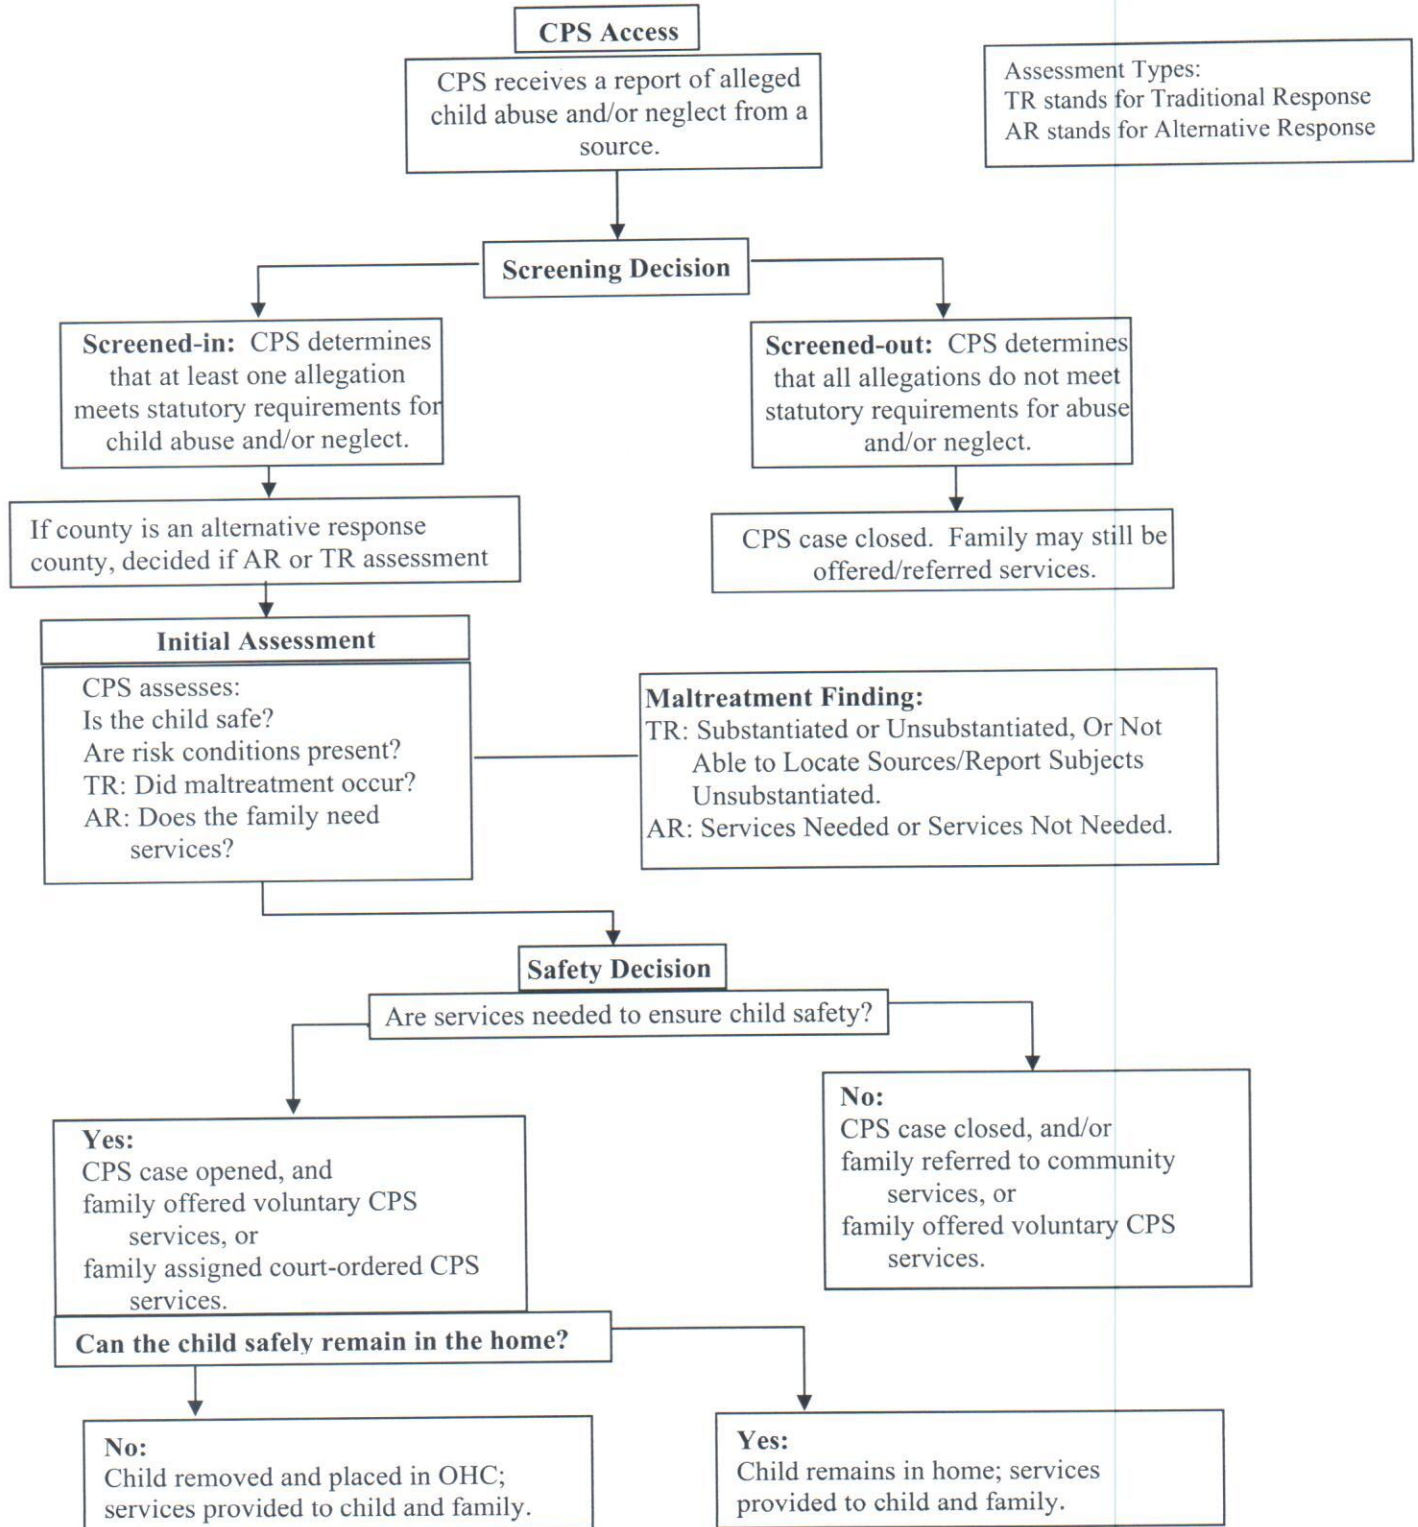 CPS Access
CPS receives a report of alleged
child abuse and/or neglect from a
source.
Assessment Types:
TR stands for Traditional Response
AR stands for Alternative Response
Screening Decision
Screened-in: CPS determines
that at least one allegation
meets statutory requirements for
child abuse and/or neglect.
Screened-out: CPS determines
that all allegations do not meet
statutory requirements for abuse
and/or neglect.
If county is an alternative response
county, decided if AR or TR assessment
CPS case closed. Family may still be
offered/referred services.
Initial Assessment
CPS assesses:
Is the child safe?
Are risk conditions present?
TR: Did maltreatment occur?
AR: Does the family need
services?
Maltreatment Finding:
TR: Substantiated or Unsubstantiated, Or Not
Able to Locate Sources/Report Subjects
Unsubstantiated.
AR: Services Needed or Services Not Needed.
Safety Decision
Are services needed to ensure child safety?
Yes:
CPS case opened, and
family offered voluntary CPS
services, or
family assigned court-ordered CPS
services.
No:
CPS case closed, and/or
family referred to community
services, or
family offered voluntary CPS
services.
Can the child safely remain in the home?
No:
Child removed and placed in OHC;
services provided to child and family.
Yes:
Child remains in home; services
provided to child and family.